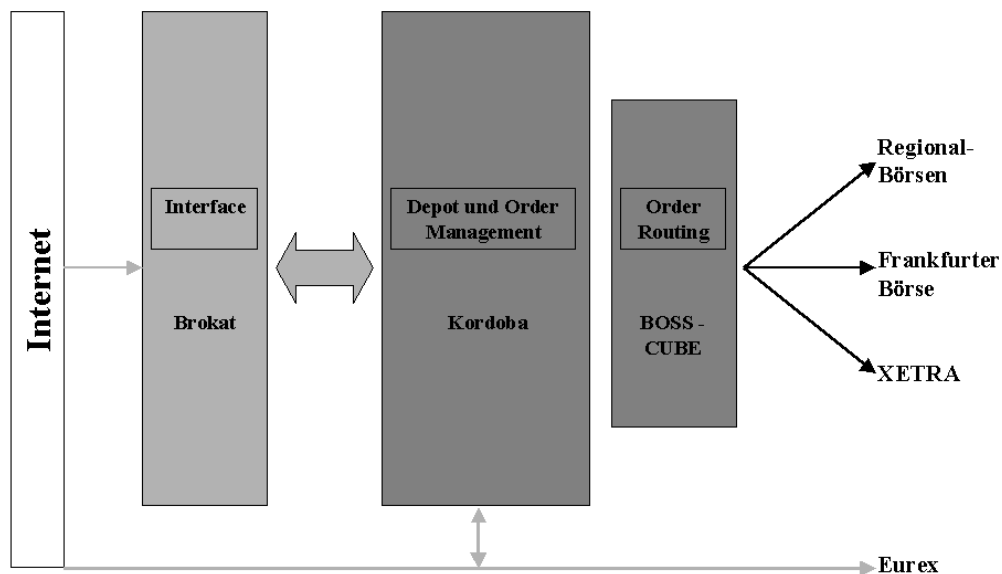 Internet
Interface
Brokat
Depot und Order
Management
Kordoba
Order
Routing
BOSS -
CUBE
Regional-
Börsen
Frankfurter
Börse
XETRA
Eurex